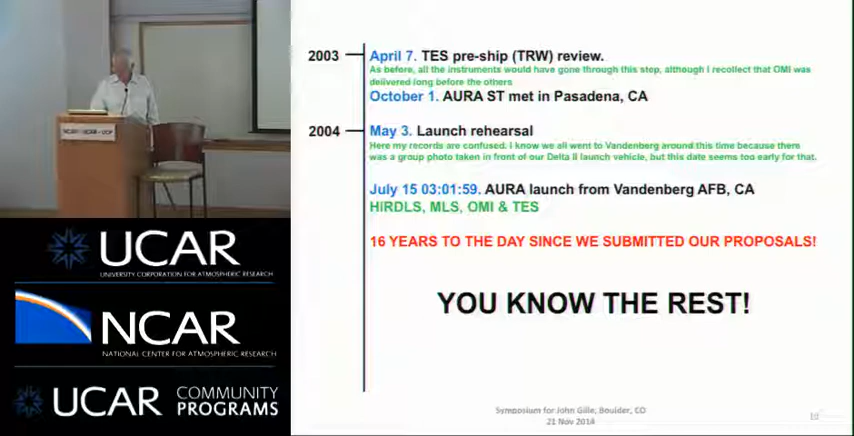 2003
April 7. TES pre-ship (TRW) review.
As before, all the instruments would have gone through this step, although I recollect that OMI was
delivered long before the others
October 1. AURA ST met in Pasadena, CA
2004
May 3. Launch rehearsal
Here my records are confused. I know we all went to Vandenberg around this time because there
was a group photo taken in front of our Delta II launch vehicle, but this date seems too early for that.
July 15 03:01:59. AURA launch from Vandenberg AFB, CA
HIRDLS, MLS, OMI & TES
16 YEARS TO THE DAY SINCE WE SUBMITTED OUR PROPOSALS!
YOU KNOW THE REST!
Symposium for John Gille, Boulder, CO
21 Nov 2014
UCAR
UNIVERSITY CORPORATION FOR ATMOSPHERIC RESEARCH
NCAR
NATIONAL CENTER FOR ATMOSPHERIC RESEARCH
UCAR COMMUNITY
PROGRAMS